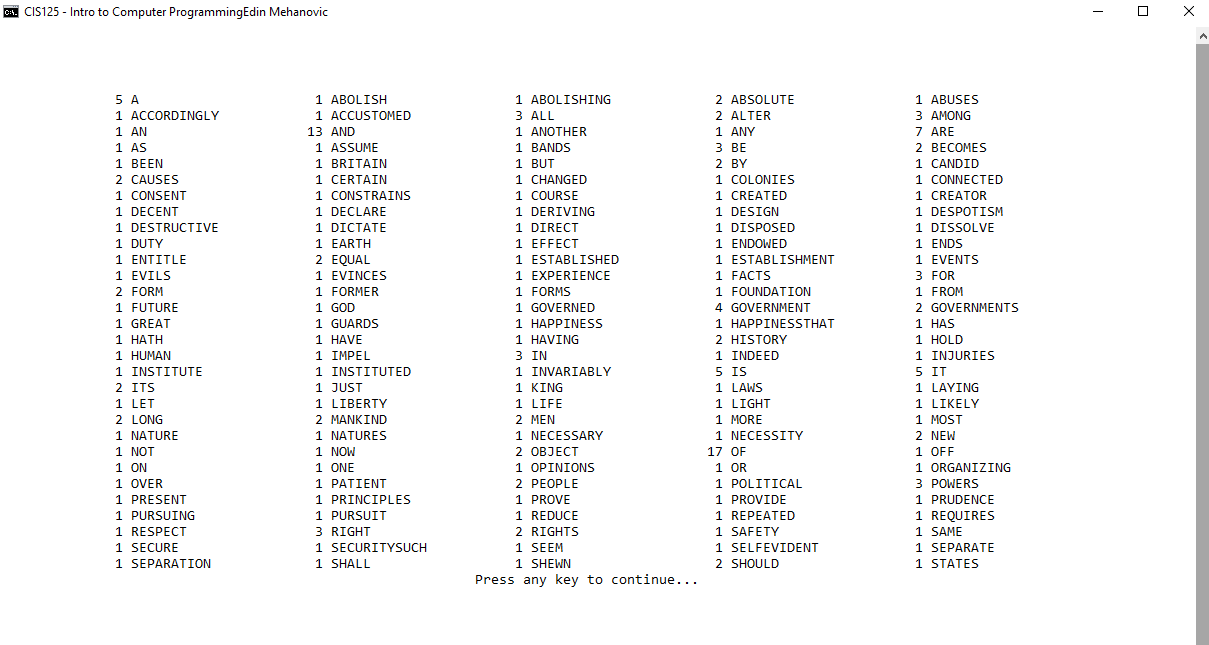 CIS125 - Intro to Computer ProgrammingEdin Mehanovic
5 A 1 ABOLISH 1 ABOLISHING 2 ABSOLUTE 1 ABUSES
1 ACCORDINGLY 1 ACCUSTOMED 3 ALL 2 ALTER 3 AMONG
1 AN 13 AND 1 ANOTHER 1 ANY 7 ARE
1 AS 1 ASSUME 1 BANDS 3 BE 2 BECOMES
1 BEEN 1 BRITAIN 1 BUT 2 BY 1 CANDID
2 CAUSES 1 CERTAIN 1 CHANGED 1 COLONIES 1 CONNECTED
1 CONSENT 1 CONSTRAINS 1 COURSE 1 CREATED 1 CREATOR
1 DECENT 1 DECLARE 1 DERIVING 1 DESIGN 1 DESPOTISM
1 DESTRUCTIVE 1 DICTATE 1 DIRECT 1 DISPOSED 1 DISSOLVE
1 DUTY 1 EARTH 1 EFFECT 1 ENDOWED 1 ENDS
1 ENTITLE 2 EQUAL 1 ESTABLISHED 1 ESTABLISHMENT 1 EVENTS
1 EVILS 1 EVINCES 1 EXPERIENCE 1 FACTS 3 FOR
2 FORM 1 FORMER 1 FORMS 1 FOUNDATION 1 FROM
1 FUTURE 1 GOD 1 GOVERNED 4 GOVERNMENT 2 GOVERNMENTS
1 GREAT 1 GUARDS 1 HAPPINESS 1 HAPPINESSTHAT 1 HAS
1 HATH 1 HAVE 1 HAVING 2 HISTORY 1 HOLD
1 HUMAN 1 IMPEL 3 IN 1 INDEED 1 INJURIES
1 INSTITUTE 1 INSTITUTED 1 INVARIABLY 5 IS 5 IT
2 ITS 1 JUST 1 KING 1 LAWS 1 LAYING
1 LET 1 LIBERTY 1 LIFE 1 LIGHT 1 LIKELY
2 LONG 2 MANKIND 2 MEN 1 MORE 1 MOST
1 NATURE 1 NATURES 1 NECESSARY 1 NECESSITY 2 NEW
1 NOT 1 NOW 2 OBJECT 17 OF 1 OFF
1 ON 1 ONE 1 OPINIONS 1 OR 1 ORGANIZING
1 OVER 1 PATIENT 2 PEOPLE 1 POLITICAL 3 POWERS
1 PRESENT 1 PRINCIPLES 1 PROVE 1 PROVIDE 1 PRUDENCE
1 PURSUING 1 PURSUIT 1 REDUCE 1 REPEATED 1 REQUIRES
1 RESPECT 3 RIGHT 2 RIGHTS 1 SAFETY 1 SAME
1 SECURE 1 SECURITYSUCH 1 SEEM 1 SELFEVIDENT 1 SEPARATE
1 SEPARATION 1 SHALL 1 SHEWN 2 SHOULD 1 STATES
Press any key to continue...